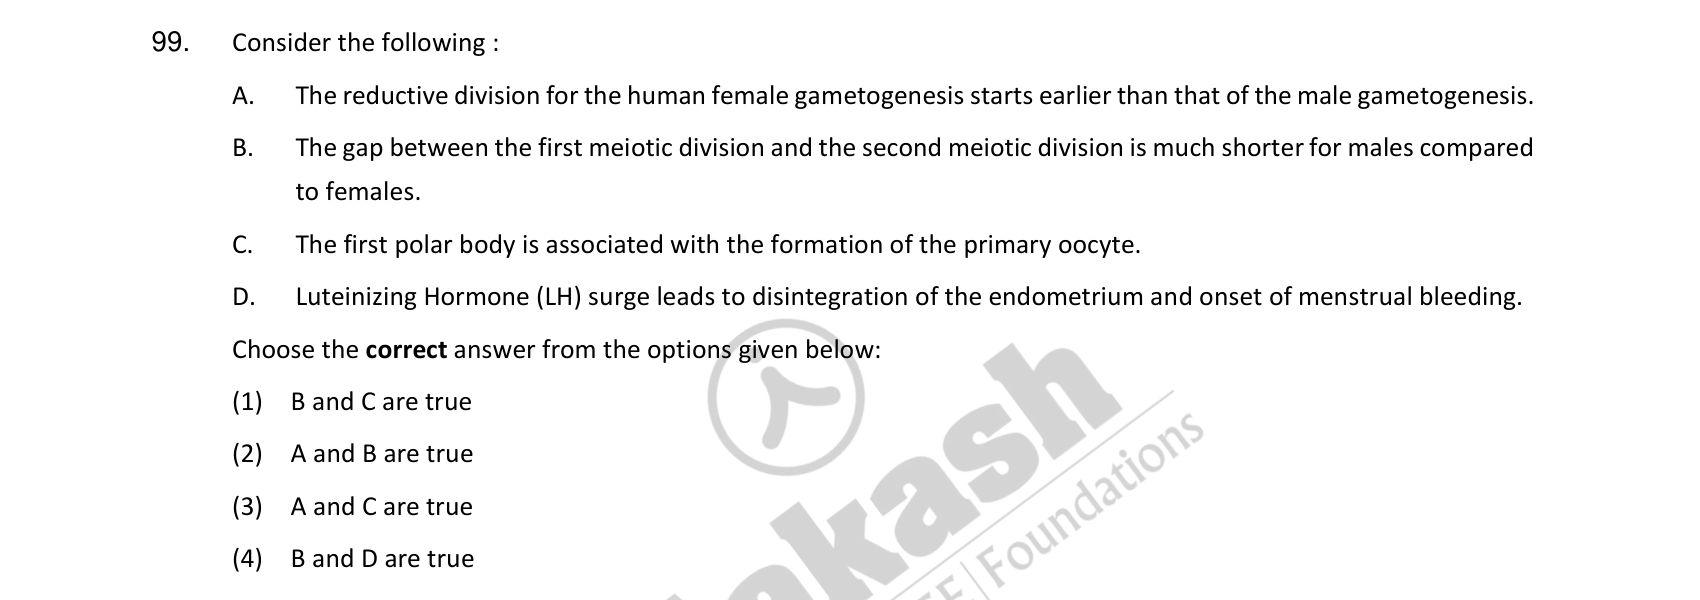 99. Consider the following :
A. The reductive division for the human female gametogenesis starts earlier than that of the male gametogenesis.
B. The gap between the first meiotic division and the second meiotic division is much shorter for males compared
to females.
C. The first polar body is associated with the formation of the primary oocyte.
D. Luteinizing Hormone (LH) surge leads to disintegration of the endometrium and onset of menstrual bleeding.
Choose the correct answer from the options given below:
(1) B and C are true
(2) A and B are true
(3) A and C are true
(4) B and D are true
akash
Foundations